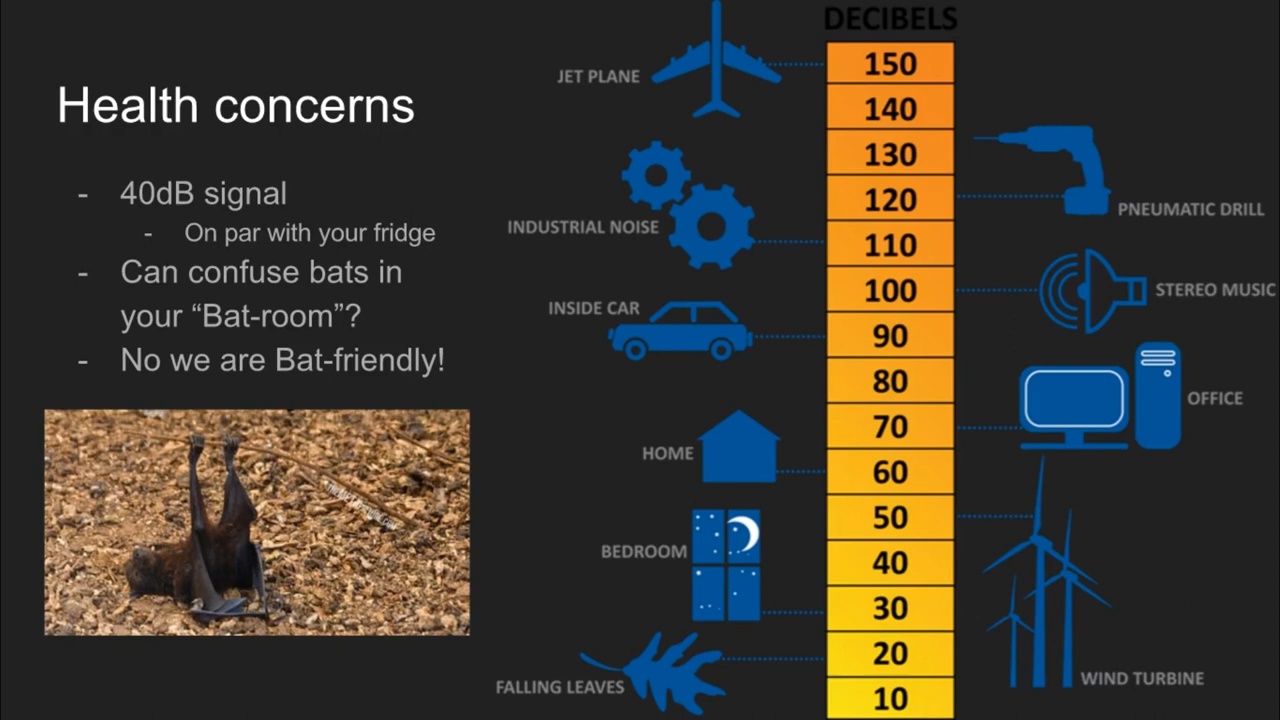 Health concerns
- 40dB signal
- On par with your fridge
- Can confuse bats in
your “Bat-room”?
- No we are Bat-friendly!
DECIBELS
150
140
130
120
110
100
90
80
70
60
50
40
30
20
10
JET PLANE
INDUSTRIAL NOISE
INSIDE CAR
HOME
BEDROOM
FALLING LEAVES
PNEUMATIC DRILL
STEREO MUSIC
OFFICE
WIND TURBINE